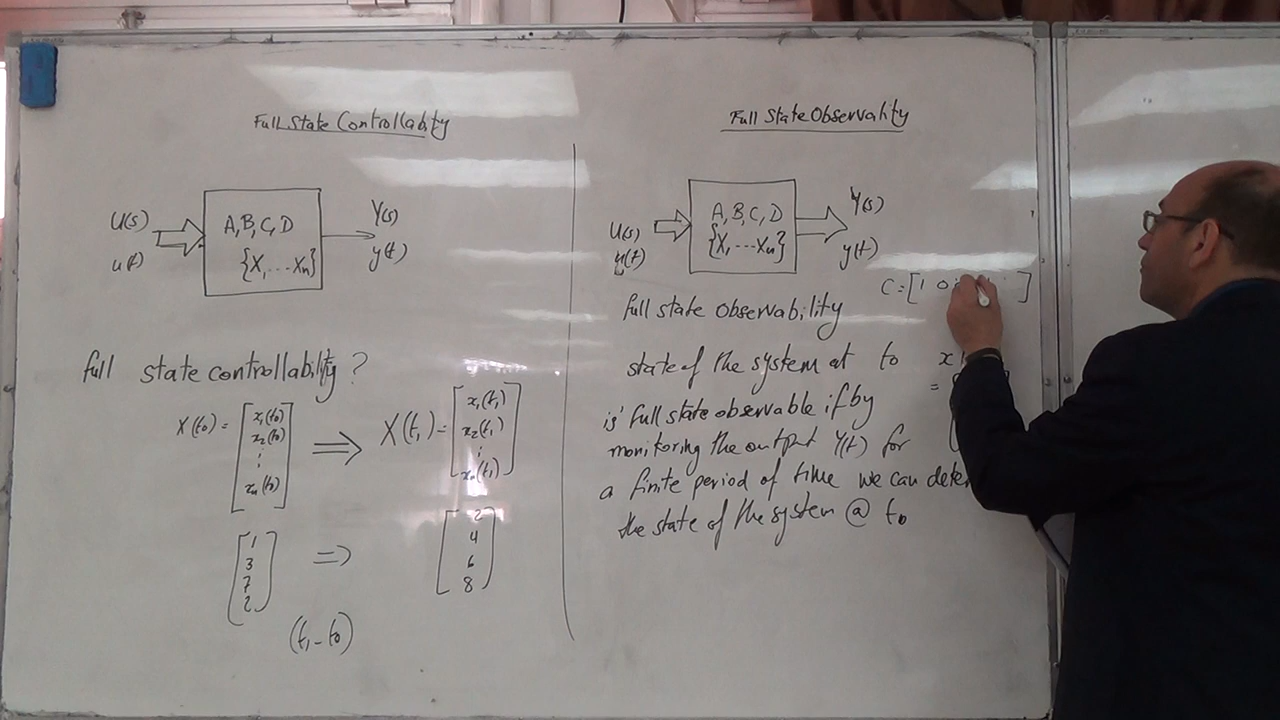 Full State Controllability
U(s)
u(t)
A, B, C, D
{X1 ... Xn}
Y(s)
y(t)
full state controllability ?
X(t0) = [x1(t0) x2(t0) ⋮ xn(t0)] ⇒ X(t1) = [x1(t1) x2(t1) ⋮ xn(t1)]
[1 3 7 2] ⇒ [2 4 6 8]
(t1 - t0)
Full State Observality
U(s)
u(t)
A, B, C, D
{X1 ... Xn}
Y(s)
y(t)
C = [1 0 ]
full state observability
state of the system at to
is' full state observable if by
monitoring the output Y(t) for
a finite period of time we can
the state of the system @ to